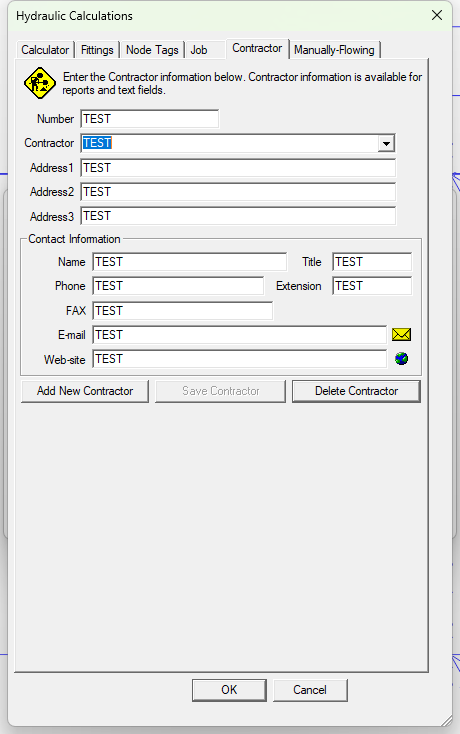 Hydraulic Calculations
Calculator Fittings Node Tags Job Contractor Manually-Flowing
Enter the Contractor information below. Contractor information is available for
reports and text fields.
Number TEST
Contractor TEST
Address1 TEST
Address2 TEST
Address3 TEST
Contact Information
Name TEST Title TEST
Phone TEST Extension TEST
FAX TEST
E-mail TEST
Web-site TEST
Add New Contractor Save Contractor Delete Contractor
OK Cancel